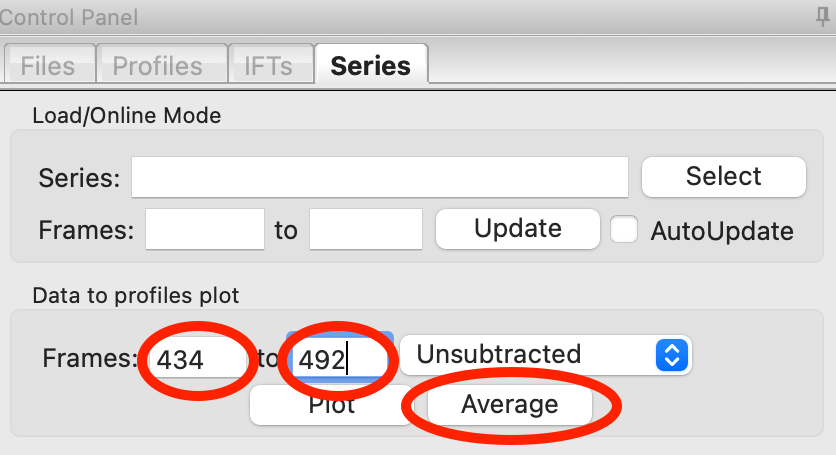 Control Panel
Files Profiles IFTs Series
Load/Online Mode
Series: Select
Frames: to Update AutoUpdate
Data to profiles plot
Frames: 434 to 492 Unsubtracted
Plot Average